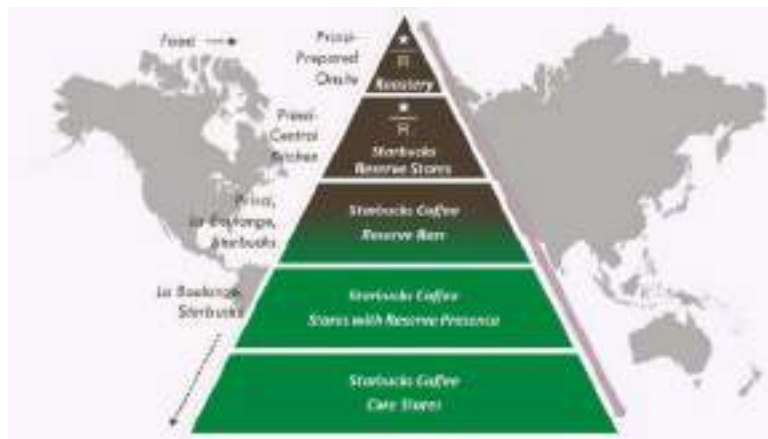 Food
Princi-
Prepared
Onsite
R
Roastery
Princi-
Central
Kitchen
R
Starbucks
Reserve Stores
Princi,
La Boulange,
Starbucks
Starbucks Coffee
Reserve Bars
La Boulange,
Starbucks
Starbucks Coffee
Stores with Reserve Presence
Starbucks Coffee
Core Stores